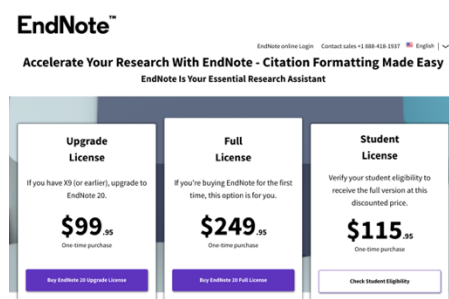 EndNote™
EndNote online Login Contact sales +1 888-418-1937 English
Accelerate Your Research With EndNote - Citation Formatting Made Easy
EndNote Is Your Essential Research Assistant
Upgrade
License
If you have X9 (or earlier), upgrade to
EndNote 20.
$99.95
One-time purchase
Buy EndNote 20 Upgrade License
Full
License
If you're buying EndNote for the first
time, this option is for you.
$249.95
One-time purchase
Buy EndNote 20 Full License
Student
License
Verify your student eligibility to
receive the full version at this
discounted price.
$115.95
One-time purchase
Check Student Eligibility